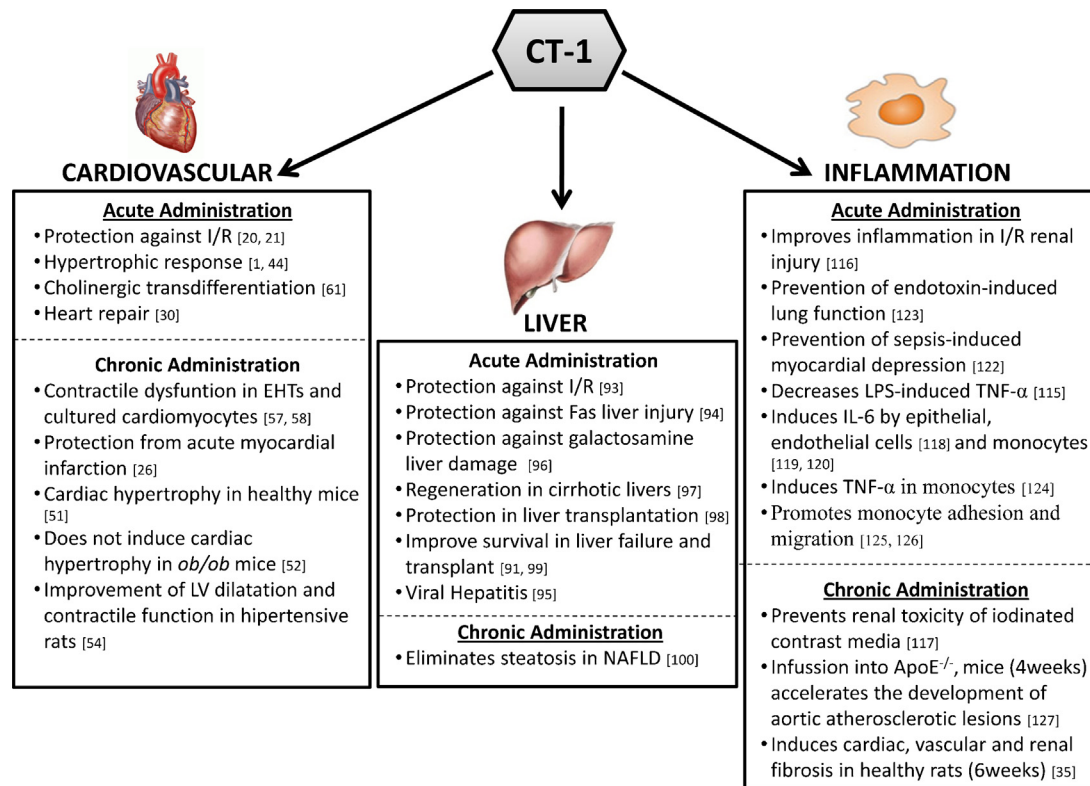 CT-1
CARDIOVASCULAR
Acute Administration
• Protection against I/R [20, 21]
• Hypertrophic response [1, 44]
• Cholinergic transdifferentiation [61]
• Heart repair [30]
Chronic Administration
• Contractile dysfuntion in EHTs and
cultured cardiomyocytes [57, 58]
• Protection from acute myocardial
infarction [26]
• Cardiac hypertrophy in healthy mice
[51]
• Does not induce cardiac
hypertrophy in ob/ob mice [52]
• Improvement of LV dilatation and
contractile function in hipertensive
rats [54]
LIVER
Acute Administration
• Protection against I/R [93]
• Protection against Fas liver injury [94]
• Protection against galactosamine
liver damage [96]
• Regeneration in cirrhotic livers [97]
• Protection in liver transplantation [98]
• Improve survival in liver failure and
transplant [91, 99]
• Viral Hepatitis [95]
Chronic Administration
• Eliminates steatosis in NAFLD [100]
INFLAMMATION
Acute Administration
• Improves inflammation in I/R renal
injury [116]
• Prevention of endotoxin-induced
lung function [123]
• Prevention of sepsis-induced
myocardial depression [122]
• Decreases LPS-induced TNF-α [115]
• Induces IL-6 by epithelial,
endothelial cells [118] and monocytes
[119, 120]
• Induces TNF-α in monocytes [124]
• Promotes monocyte adhesion and
migration [125, 126]
Chronic Administration
• Prevents renal toxicity of iodinated
contrast media [117]
• Infussion into ApoE-/-, mice (4weeks)
accelerates the development of
aortic atherosclerotic lesions [127]
• Induces cardiac, vascular and renal
fibrosis in healthy rats (6weeks) [35]